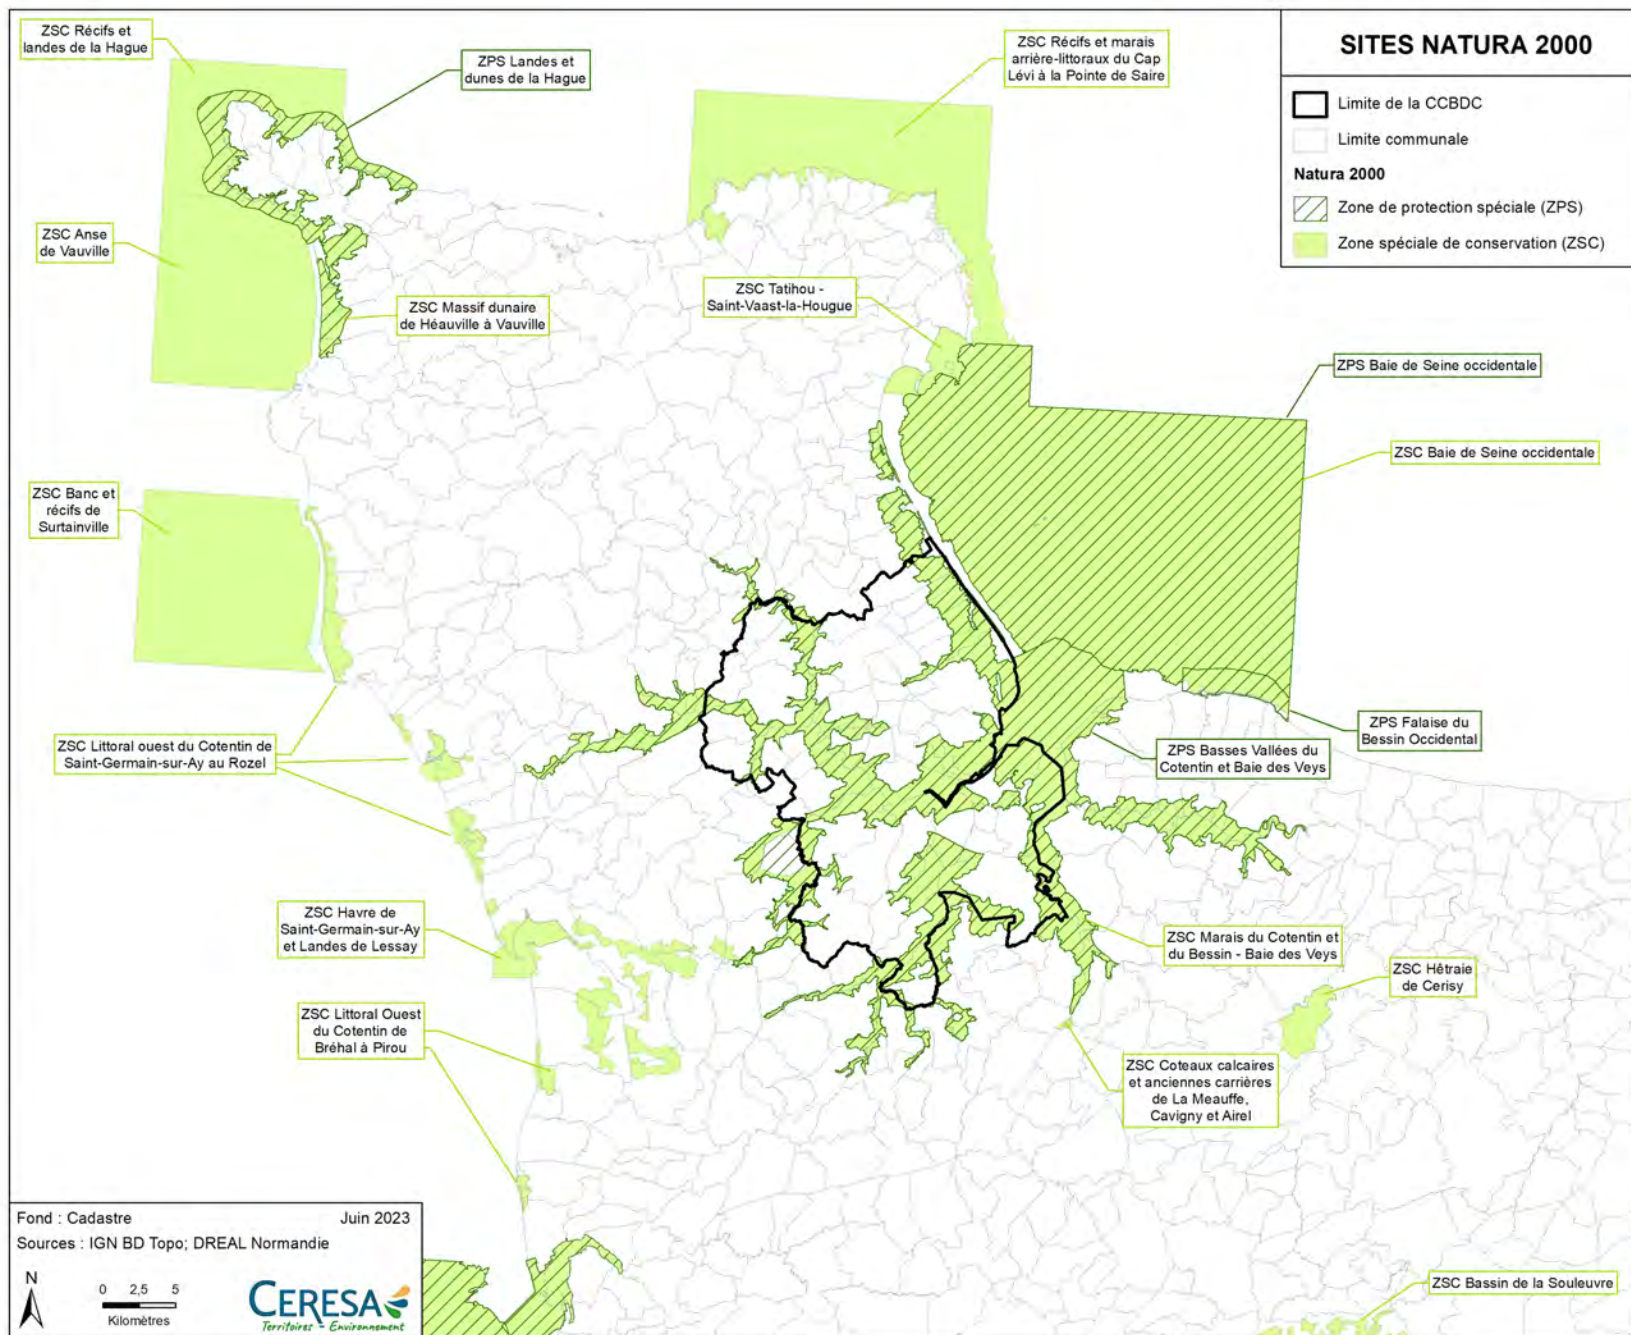 ZSC Récifs et
landes de la Hague
ZPS Landes et
dunes de la Hague
ZSC Récifs et marais
arrière-littoraux du Cap
Lévi à la Pointe de Saire
SITES NATURA 2000
Limite de la CCBDC
Limite communale
Natura 2000
Zone de protection spéciale (ZPS)
Zone spéciale de conservation (ZSC)
ZSC Anse
de Vauville
ZSC Massif dunaire
de Héauville à Vauville
ZSC Tatihou -
Saint-Vaast-la-Hougue
ZPS Baie de Seine occidentale
ZSC Baie de Seine occidentale
ZSC Banc et
récifs de
Surtainville
ZSC Littoral ouest du Cotentin de
Saint-Germain-sur-Ay au Rozel
ZPS Falaise du
Bessin Occidental
ZPS Basses Vallées du
Cotentin et Baie des Veys
ZSC Havre de
Saint-Germain-sur-Ay
et Landes de Lessay
ZSC Marais du Cotentin et
du Bessin - Baie des Veys
ZSC Hêtraie
de Cerisy
ZSC Littoral Ouest
du Cotentin de
Bréhal à Pirou
ZSC Coteaux calcaires
et anciennes carrières
de La Meauffe,
Cavigny et Airel
ZSC Bassin de la Souleuvre
Fond : Cadastre
Juin 2023
Sources : IGN BD Topo; DREAL Normandie
N
0 2,5 5
Kilomètres
CERESA
Territoires - Environnement